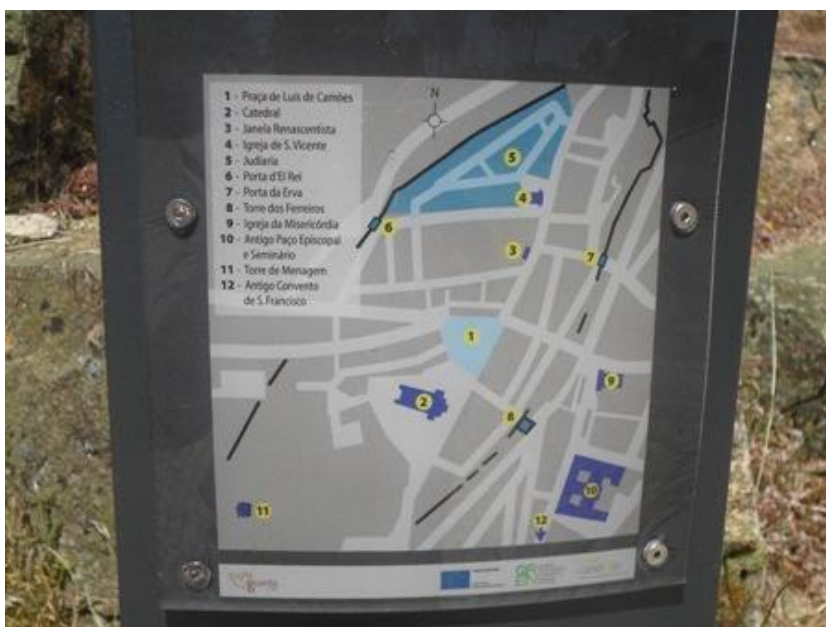 1 - Praça de Luis de Camões
2 - Catedral
3 - Janela Renascentista
4 - Igreja de S. Vicente
5 - Judiaria
6 - Porta d'El Rei
7 - Porta da Erva
8 - Torre dos Ferreiros
9 - Igreja da Misericórdia
10 - Antigo Paço Episcopal
e Seminário
11 - Torre de Menagem
12 - Antigo Convento
de S. Francisco
N
5
4
6
3
7
1
9
2
8
10
11
12